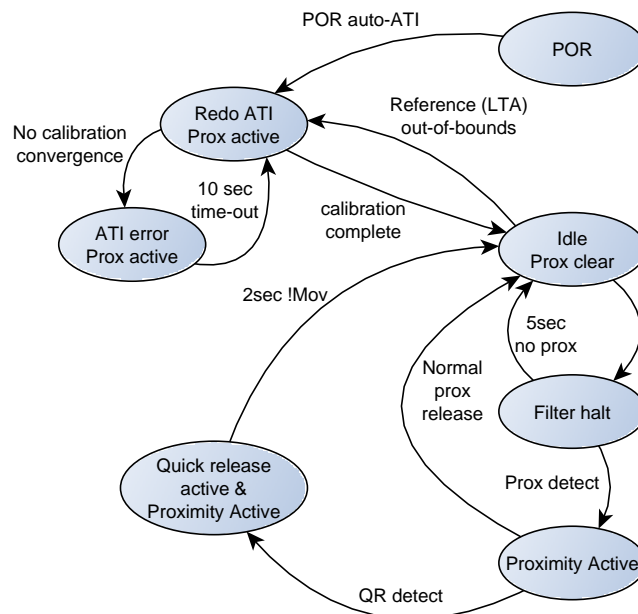 POR auto-ATI
POR
Redo ATI
Prox active
Reference (LTA)
out-of-bounds
No calibration
convergence
10 sec
time-out
calibration
complete
ATI error
Prox active
Idle
Prox clear
2sec !Mov
5sec
no prox
Normal
prox
release
Filter halt
Quick release
active &
Proximity Active
Prox detect
Proximity Active
QR detect